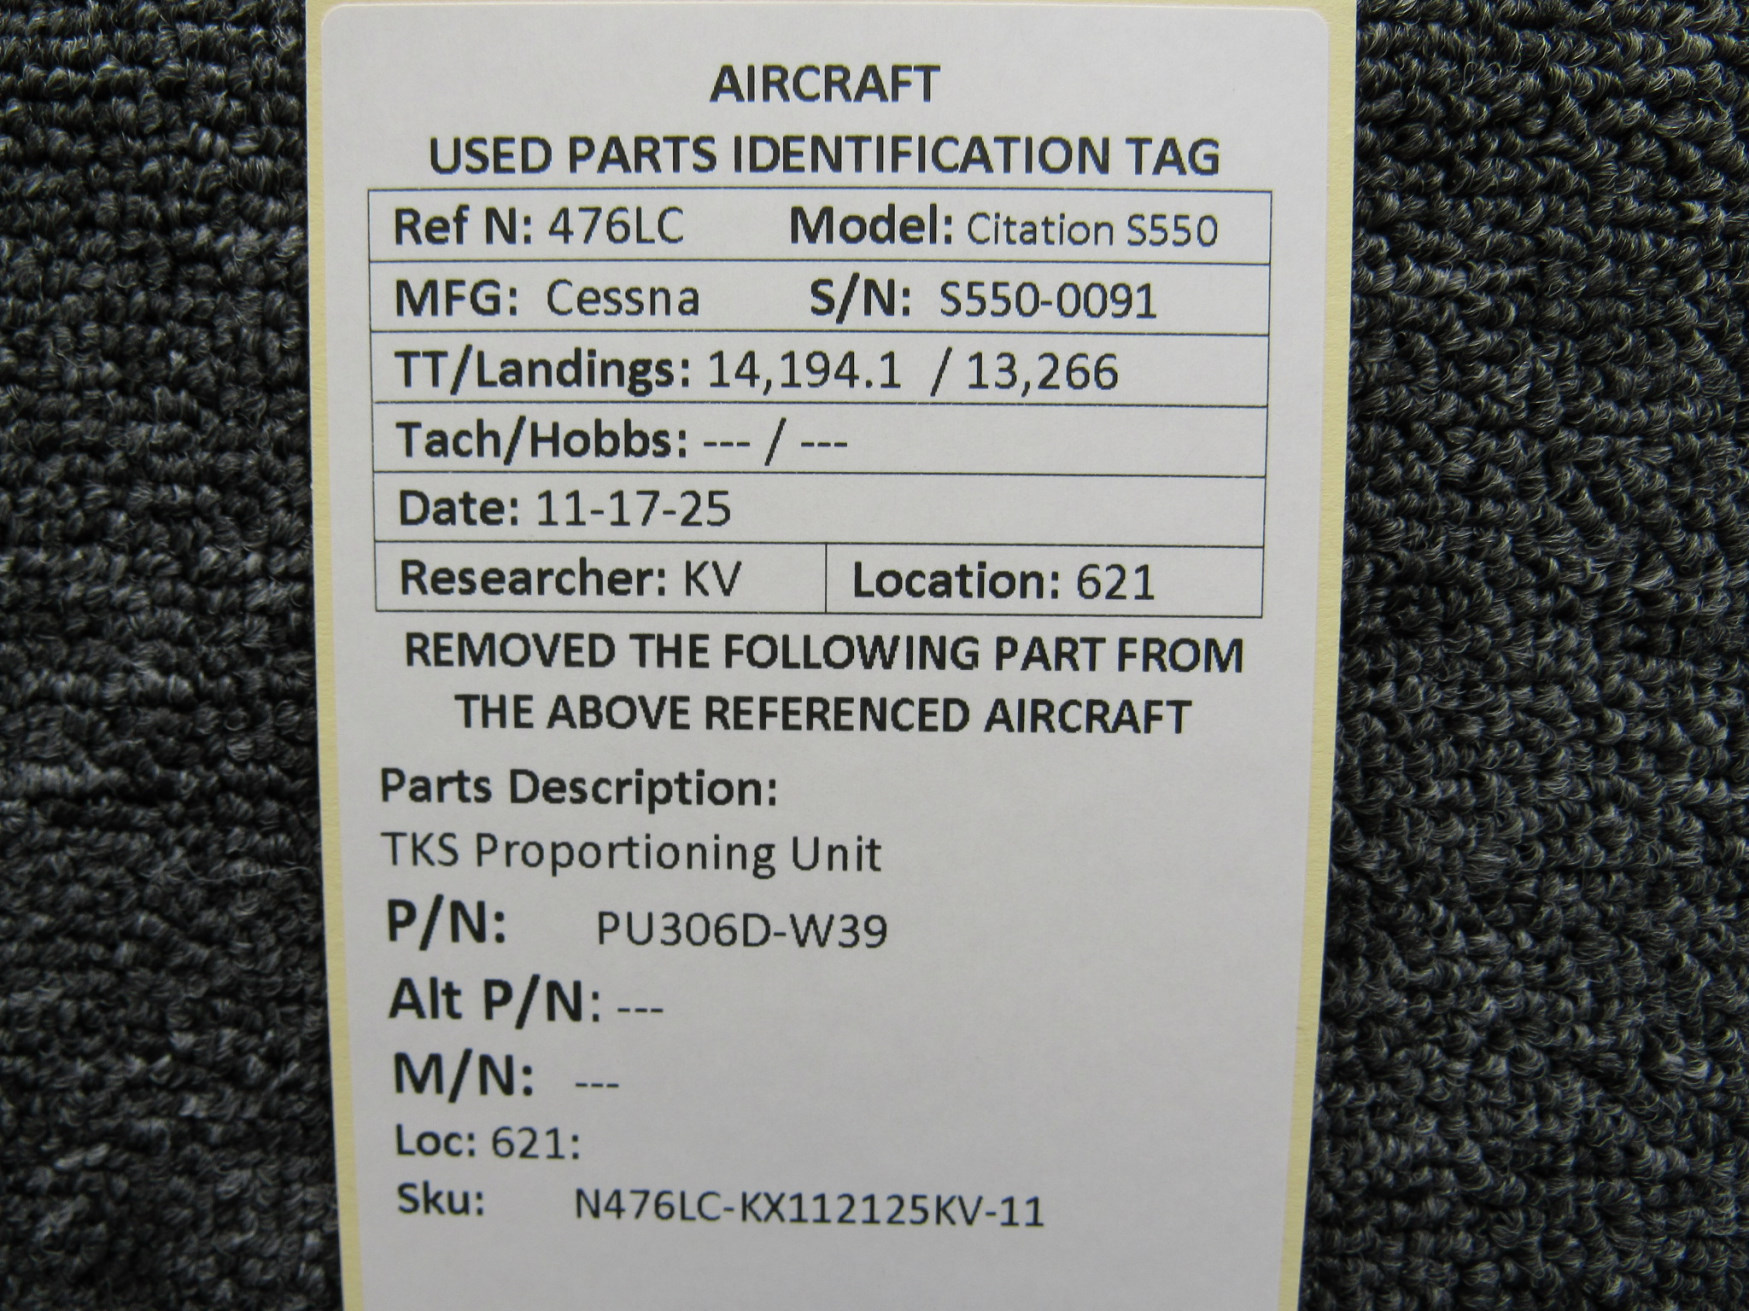 AIRCRAFT
USED PARTS IDENTIFICATION TAG
Ref N: 476LC Model: Citation S550
MFG: Cessna S/N: S550-0091
TT/Landings: 14,194.1 / 13,266
Tach/Hobbs: --- / ---
Date: 11-17-25
Researcher: KV Location: 621
REMOVED THE FOLLOWING PART FROM
THE ABOVE REFERENCED AIRCRAFT
Parts Description:
TKS Proportioning Unit
P/N: PU306D-W39
Alt P/N: ---
M/N: ---
Loc: 621:
Sku: N476LC-KX112125KV-11